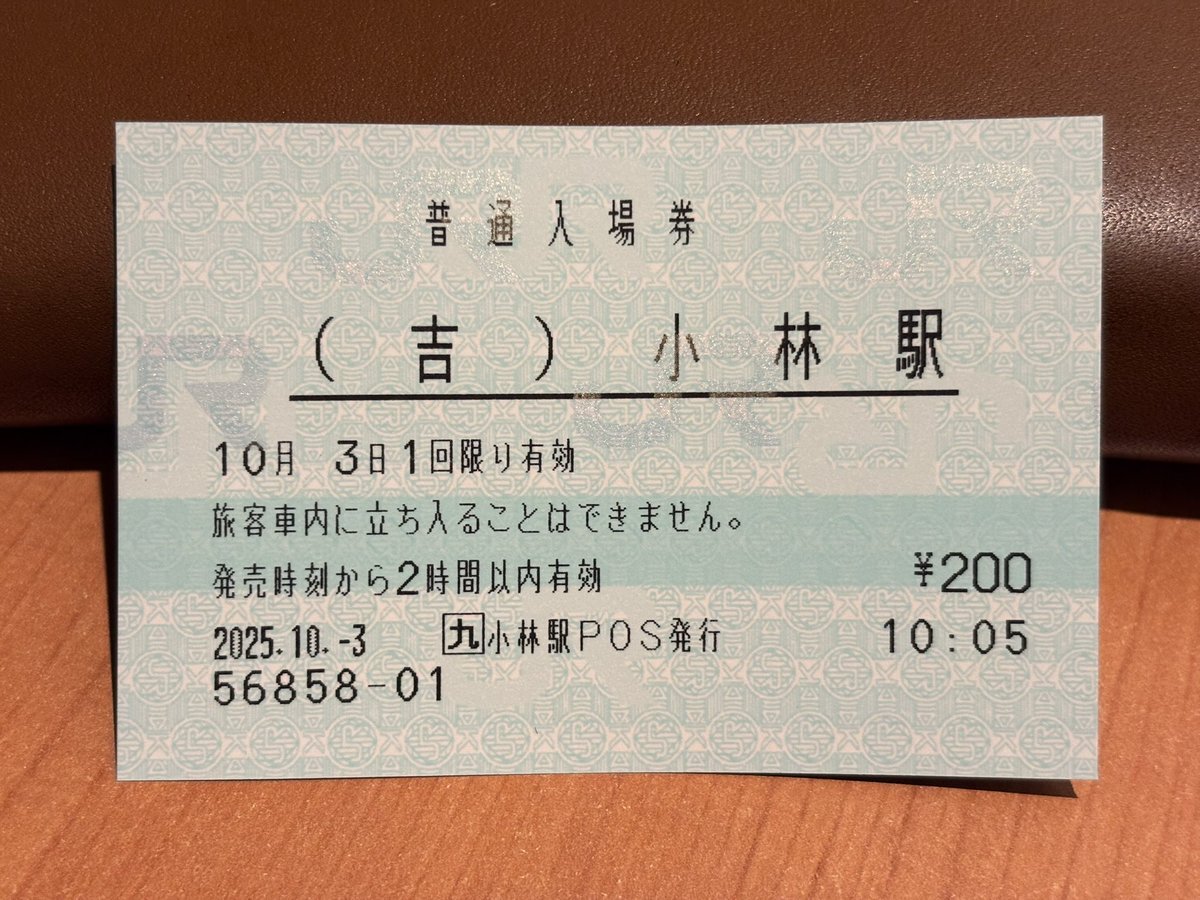 普通入場券
(吉)小林駅
10月 3日1回限り有効
旅客車内に立ち入ることはできません。
発売時刻から2時間以内有効 ¥200
2025.10.-3 九小林駅POS発行 10:05
56858-01